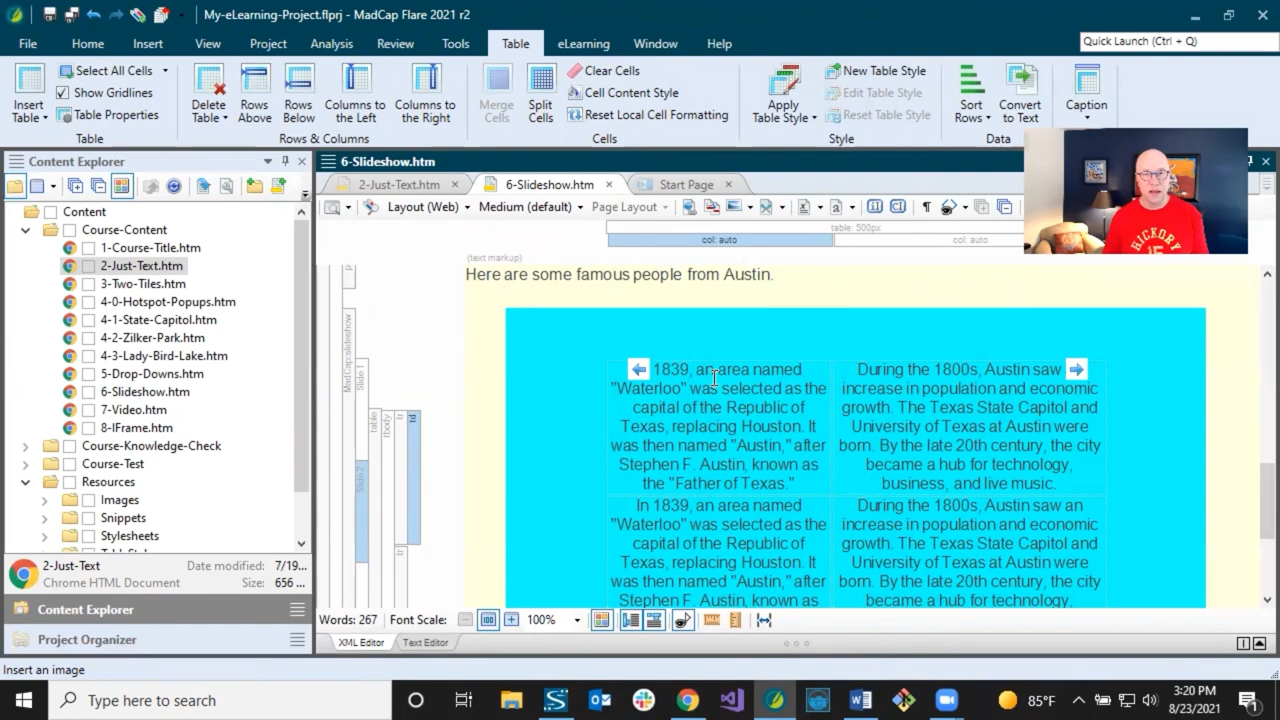 My-eLearning-Project.flprj - MadCap Flare 2021 r2
File Home Insert View Project Analysis Review Tools Table eLearning Window Help
Quick Launch (Ctrl + Q)
Insert Table
Select All Cells
Show Gridlines
Table Properties
Table
Delete Table
Rows Above
Rows Below
Columns to the Left
Columns to the Right
Rows & Columns
Merge Cells
Split Cells
Clear Cells
Cell Content Style
Reset Local Cell Formatting
Cells
Apply Table Style
New Table Style
Edit Table Style
Reset Table Style
Style
Sort Rows
Convert to Text
Data
Caption
Content Explorer
Content
Course-Content
1-Course-Title.htm
2-Just-Text.htm
3-Two-Tiles.htm
4-0-Hotspot-Popups.htm
4-1-State-Capitol.htm
4-2-Zilker-Park.htm
4-3-Lady-Bird-Lake.htm
5-Drop-Downs.htm
6-Slideshow.htm
7-Video.htm
8-IFrame.htm
Course-Knowledge-Check
Course-Test
Resources
Images
Snippets
Stylesheets
2-Just-Text Date modified: 7/19...
Chrome HTML Document Size: 656 ...
Content Explorer
Project Organizer
6-Slideshow.htm
2-Just-Text.htm
6-Slideshow.htm
Start Page
Layout (Web) Medium (default) Page Layout
table: 500px
col: auto col: auto
(text markup)
Here are some famous people from Austin.
MadCap:slideshow
Slide 1
Slide 2
table
tbody
tr
td
tr
1839, an area named
"Waterloo" was selected as the
capital of the Republic of
Texas, replacing Houston. It
was then named "Austin," after
Stephen F. Austin, known as
the "Father of Texas."
During the 1800s, Austin saw
increase in population and economic
growth. The Texas State Capitol and
University of Texas at Austin were
born. By the late 20th century, the city
became a hub for technology,
business, and live music.
In 1839, an area named
"Waterloo" was selected as the
capital of the Republic of
Texas, replacing Houston. It
was then named "Austin," after
Stephen F. Austin, known as
During the 1800s, Austin saw an
increase in population and economic
growth. The Texas State Capitol and
University of Texas at Austin were
born. By the late 20th century, the city
became a hub for technology,
HICKORY
Words: 267 Font Scale: 100%
XML Editor Text Editor
Insert an image
Type here to search
85°F
3:20 PM
8/23/2021
1